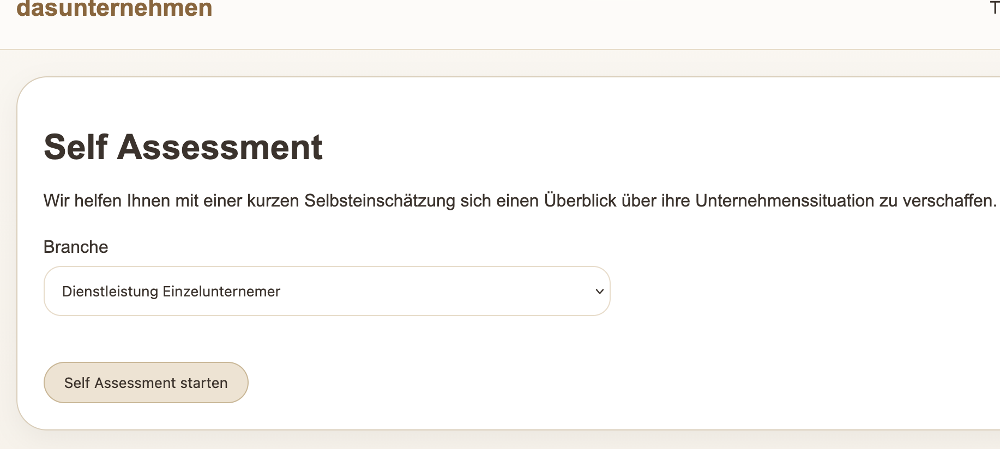 dasunternehmen
Self Assessment
Wir helfen Ihnen mit einer kurzen Selbsteinschätzung sich einen Überblick über ihre Unternehmenssituation zu verschaffen.
Branche
Dienstleistung Einzelunternemer
Self Assessment starten